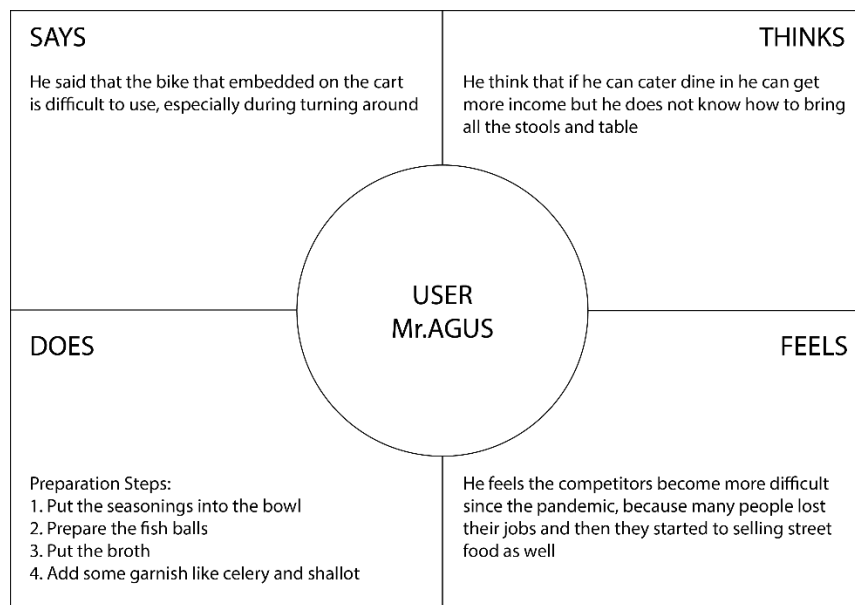 SAYS
He said that the bike that embedded on the cart
is difficult to use, especially during turning around
THINKS
He think that if he can cater dine in he can get
more income but he does not know how to bring
all the stools and table
USER
Mr.AGUS
DOES
Preparation Steps:
1. Put the seasonings into the bowl
2. Prepare the fish balls
3. Put the broth
4. Add some garnish like celery and shallot
FEELS
He feels the competitors become more difficult
since the pandemic, because many people lost
their jobs and then they started to selling street
food as well